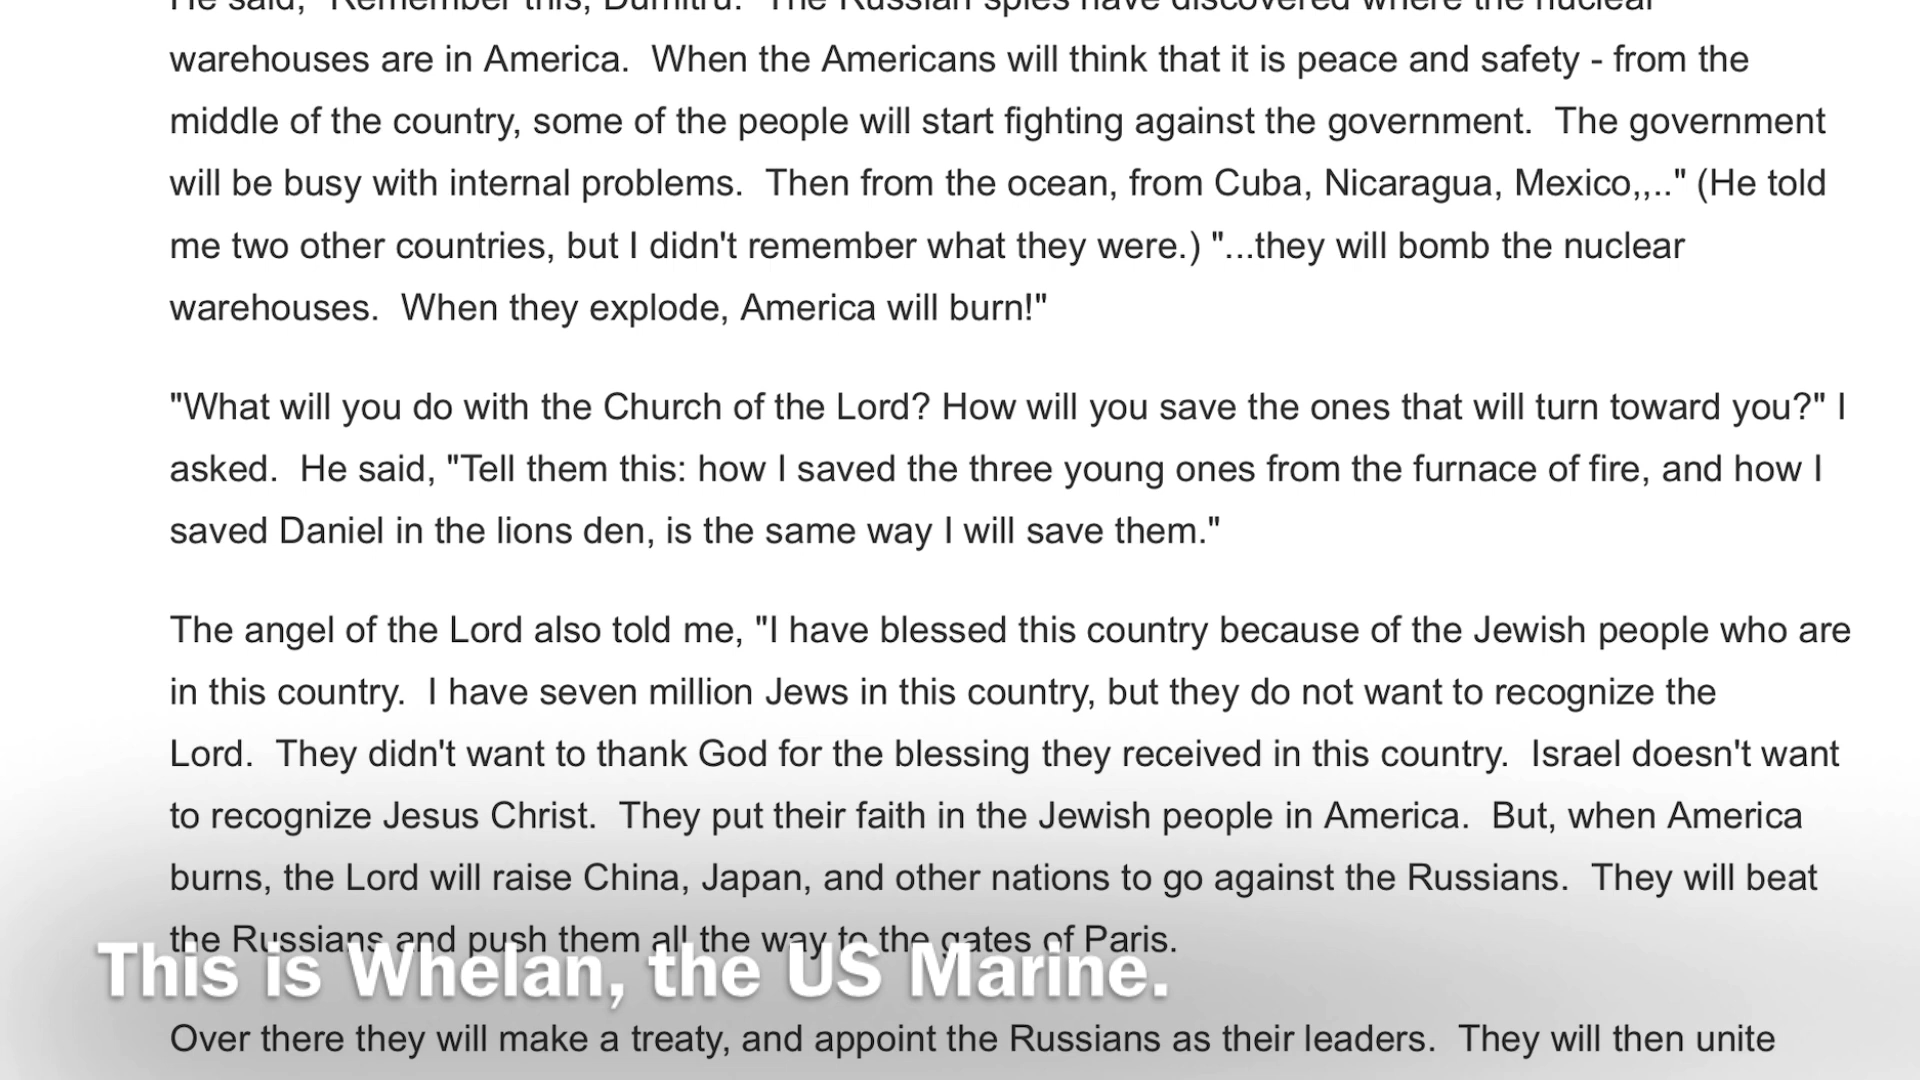 He said, "Remember this, Dumitru. The Russian spies have discovered where the nuclear
warehouses are in America.  When the Americans will think that it is peace and safety - from the
middle of the country, some of the people will start fighting against the government.  The government
will be busy with internal problems.  Then from the ocean, from Cuba, Nicaragua, Mexico,,.." (He told
me two other countries, but I didn't remember what they were.) "...they will bomb the nuclear
warehouses.  When they explode, America will burn!"
"What will you do with the Church of the Lord? How will you save the ones that will turn toward you?" I
asked.  He said, "Tell them this: how I saved the three young ones from the furnace of fire, and how I
saved Daniel in the lions den, is the same way I will save them."
The angel of the Lord also told me, "I have blessed this country because of the Jewish people who are
in this country.  I have seven million Jews in this country, but they do not want to recognize the
Lord.  They didn't want to thank God for the blessing they received in this country.  Israel doesn't want
to recognize Jesus Christ.  They put their faith in the Jewish people in America.  But, when America
burns, the Lord will raise China, Japan, and other nations to go against the Russians.  They will beat
the Russians and push them all the way to the gates of Paris.
This is Whelan, the US Marine.
Over there they will make a treaty, and appoint the Russians as their leaders.  They will then unite